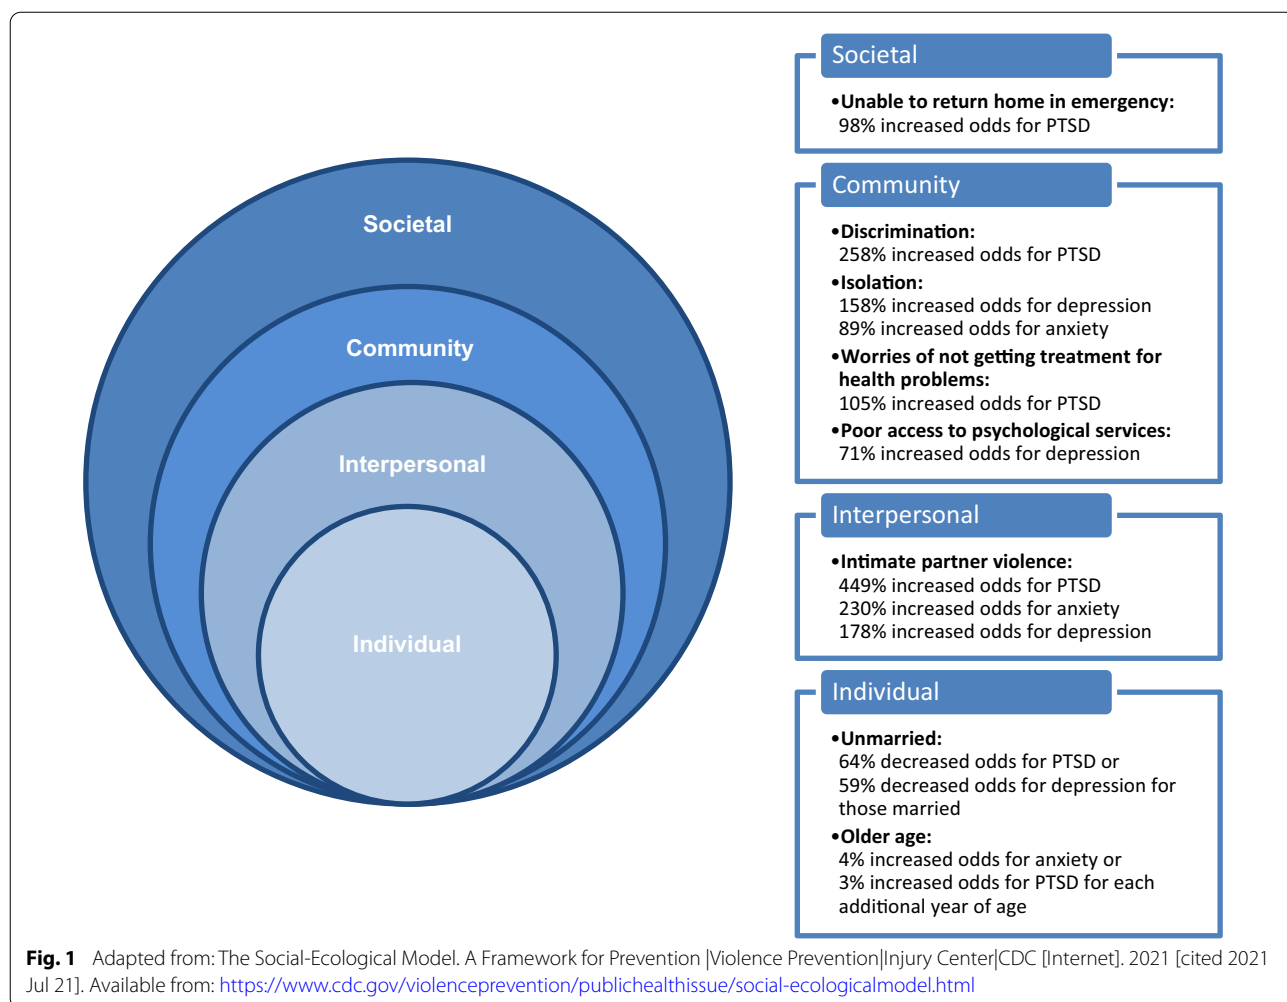 Societal
Community
Interpersonal
Individual
Societal
•Unable to return home in emergency:
98% increased odds for PTSD
Community
•Discrimination:
258% increased odds for PTSD
•Isolation:
158% increased odds for depression
89% increased odds for anxiety
•Worries of not getting treatment for
health problems:
105% increased odds for PTSD
•Poor access to psychological services:
71% increased odds for depression
Interpersonal
•Intimate partner violence:
449% increased odds for PTSD
230% increased odds for anxiety
178% increased odds for depression
Individual
•Unmarried:
64% decreased odds for PTSD or
59% decreased odds for depression for
those married
•Older age:
4% increased odds for anxiety or
3% increased odds for PTSD for each
additional year of age
Fig. 1 Adapted from: The Social-Ecological Model. A Framework for Prevention |Violence Prevention|Injury Center|CDC [Internet]. 2021 [cited 2021
Jul 21]. Available from: https://www.cdc.gov/violenceprevention/publichealthissue/social-ecologicalmodel.html